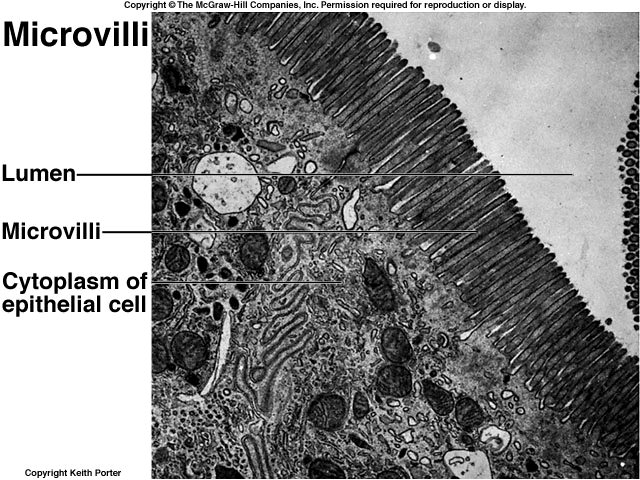 Copyright © The McGraw-Hill Companies, Inc. Permission required for reproduction or display.
Microvilli
Lumen
Microvilli
Cytoplasm of
epithelial cell
Copyright Keith Porter